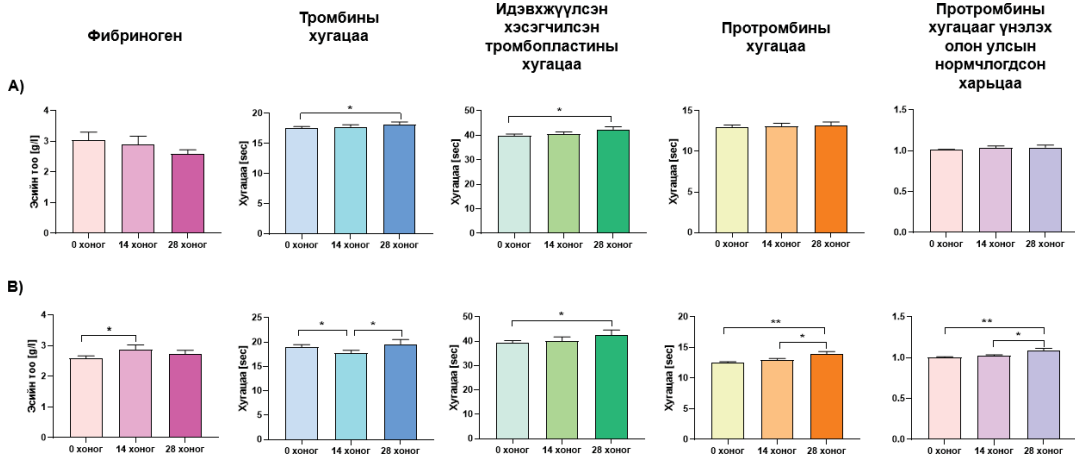 Фибриноген
Тромбины
хугацаа
Идэвхжүүлсэн
хэсэгчилсэн
тромбопластины
хугацаа
Протромбины
хугацаа
Протромбины
хугацааг үнэлэх
олон улсын
нормчлогдсон
харьцаа
А)
Эсийн тоо [g/l]
4
3
2
1
0
0 хоног 14 хоног 28 хоног
Хугацаа [sec]
20
15
10
5
0
*
0 хоног 14 хоног 28 хоног
Хугацаа [sec]
50
40
30
20
10
0
*
0 хоног 14 хоног 28 хоног
Хугацаа [sec]
15
10
5
0
0 хоног 14 хоног 28 хоног
1.5
1.0
0.5
0.0
0 хоног 14 хоног 28 хоног
В)
Эсийн тоо [g/l]
4
3
2
1
0
*
0 хоног 14 хоног 28 хоног
Хугацаа [sec]
25
20
15
10
5
0
* *
0 хоног 14 хоног 28 хоног
Хугацаа [sec]
50
40
30
20
10
0
*
0 хоног 14 хоног 28 хоног
Хугацаа [sec]
20
15
10
5
0
**
*
0 хоног 14 хоног 28 хоног
1.5
1.0
0.5
0.0
**
*
0 хоног 14 хоног 28 хоног